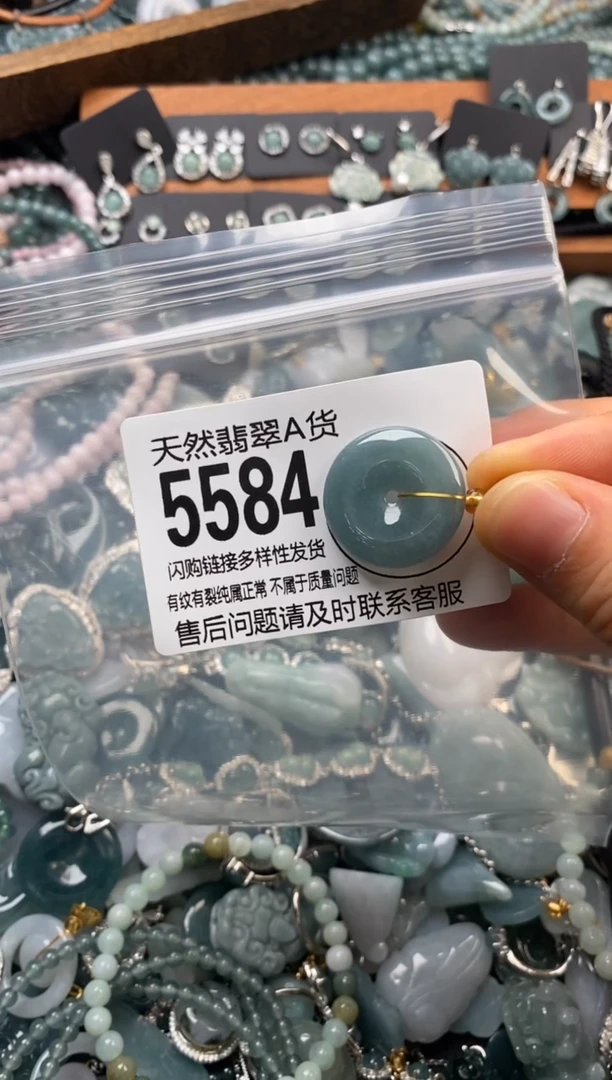 天然翡翠A货
5584
闪购链接多样性发货
有纹有裂纯属正常 不属于质量问题
售后问题请及时联系客服